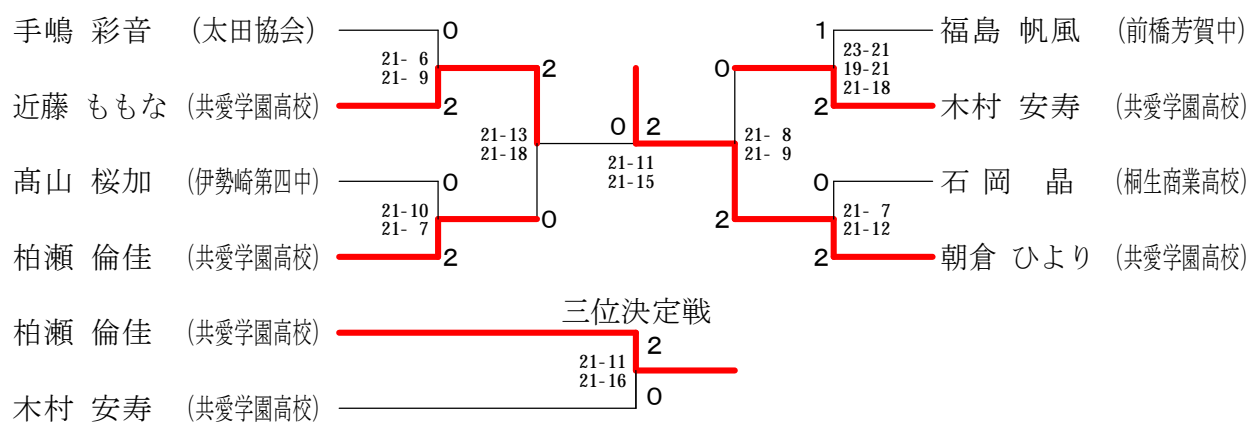 手嶋 彩音 (太田協会) 0 1 福島 帆風 (前橋芳賀中)
21- 6 23-21
21- 9 2 0 19-21
21-18
近藤 ももな (共愛学園高校) 2 2 木村 安寿 (共愛学園高校)
21-13 0 2 21- 8
21-18 21- 9
21-11
21-15
髙山 桜加 (伊勢崎第四中) 0 0 石岡 晶 (桐生商業高校)
21-10 21- 7
21- 7 0 2 21-12
柏瀬 倫佳 (共愛学園高校) 2 2 朝倉 ひより (共愛学園高校)
三位決定戦
柏瀬 倫佳 (共愛学園高校) 2
21-11
21-16
木村 安寿 (共愛学園高校) 0